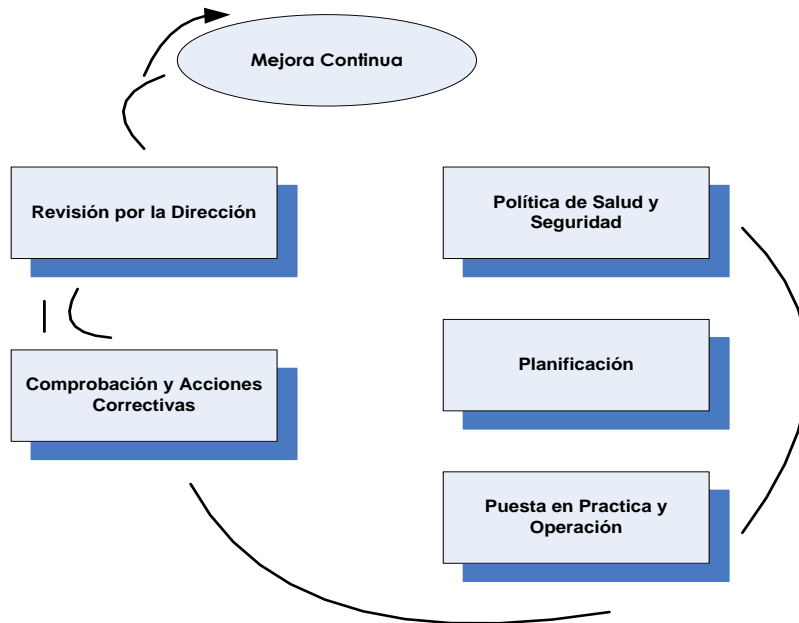 Mejora Continua
Revisión por la Dirección
Política de Salud y
Seguridad
Comprobación y Acciones
Correctivas
Planificación
Puesta en Practica y
Operación